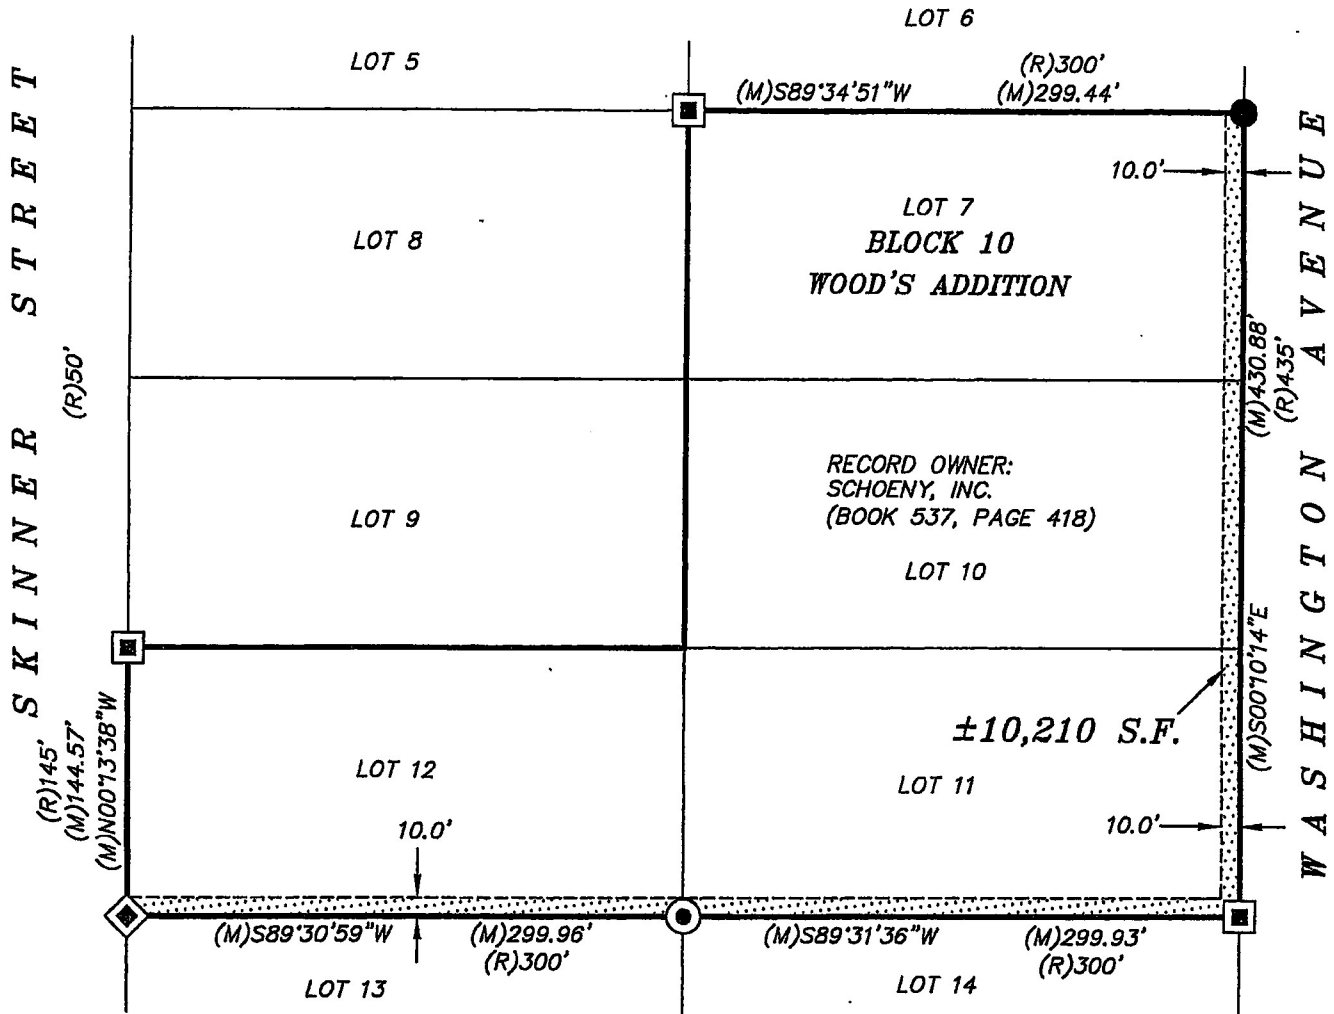 LOT 6
LOT 5
(R)300'
(M)S89°34'51"W
(M)299.44'
SKINNER STREET
WASHINGTON AVENUE
10.0'
LOT 7
BLOCK 10
WOOD'S ADDITION
LOT 8
(R)50'
(M)430.88'
(R)435'
RECORD OWNER:
SCHOENY, INC.
(BOOK 537, PAGE 418)
LOT 9
LOT 10
(M)S00°10'14"E
±10,210 S.F.
(R)145'
(M)144.57'
(M)N00°13'38"W
LOT 12
LOT 11
10.0'
10.0'
(M)S89°30'59"W
(M)299.96'
(R)300'
(M)S89°31'36"W
(M)299.93'
(R)300'
LOT 13
LOT 14